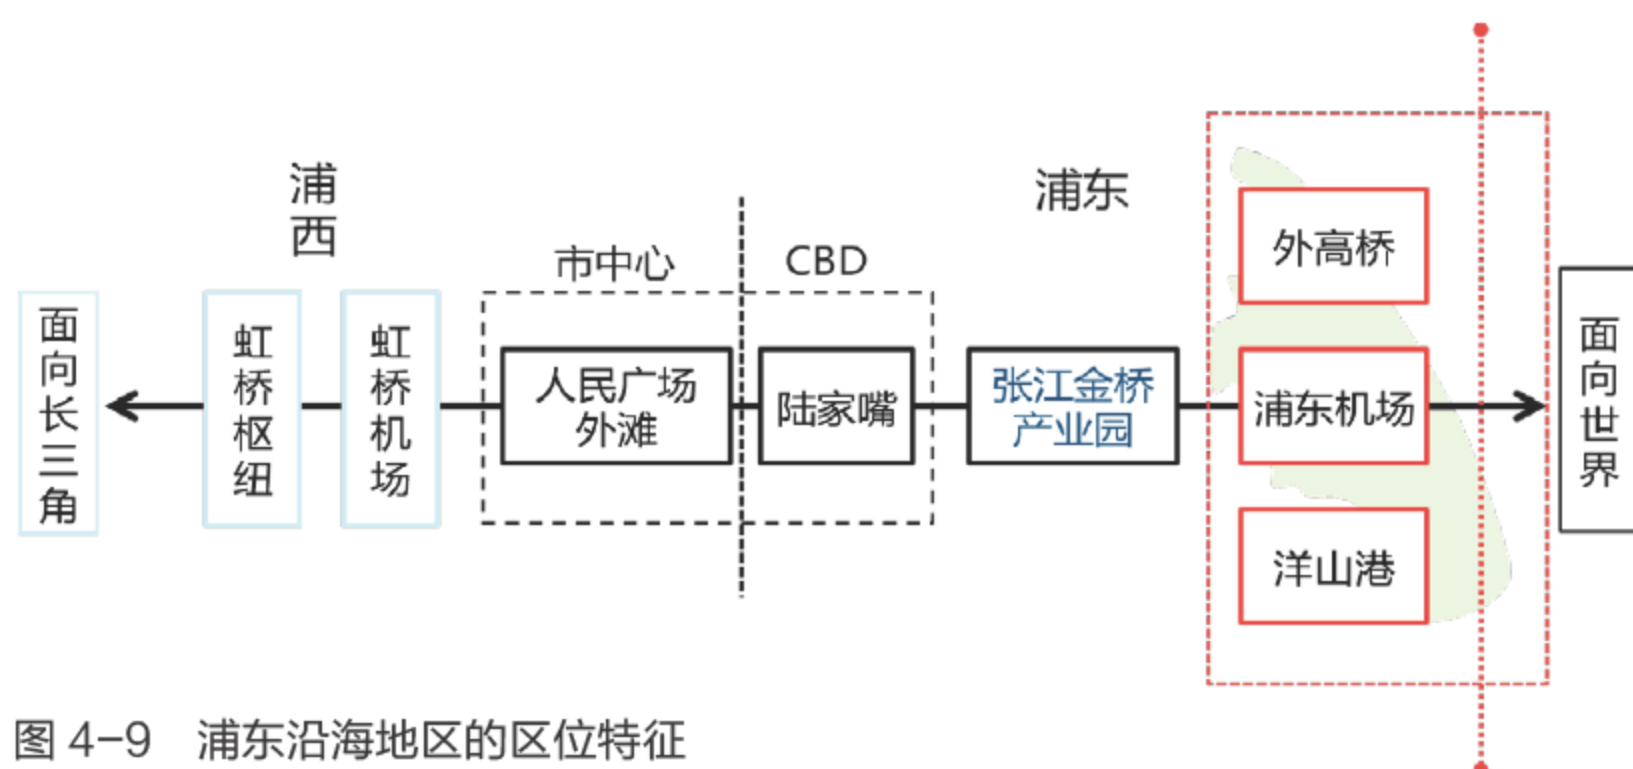 浦西
浦东
市中心
CBD
面向长三角
虹桥枢纽
虹桥机场
人民广场
外滩
陆家嘴
张江金桥
产业园
外高桥
浦东机场
洋山港
面向世界
图 4-9 浦东沿海地区的区位特征